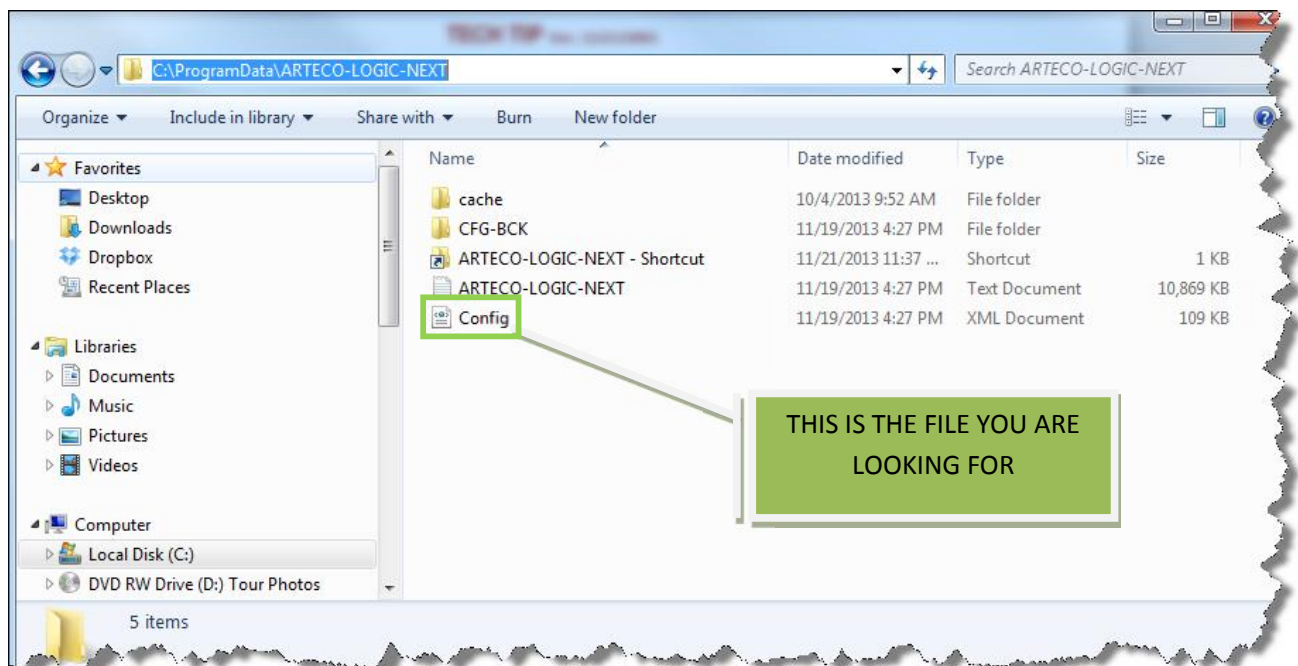 TECH TIP
C:\ProgramData\ARTECO-LOGIC-NEXT
Search ARTECO-LOGIC-NEXT
Organize Include in library Share with Burn New folder
Name Date modified Type Size
Favorites
Desktop
Downloads
Dropbox
Recent Places
Libraries
Documents
Music
Pictures
Videos
Computer
Local Disk (C:)
DVD RW Drive (D:) Tour Photos
cache 10/4/2013 9:52 AM File folder
CFG-BCK 11/19/2013 4:27 PM File folder
ARTECO-LOGIC-NEXT - Shortcut 11/21/2013 11:37 ... Shortcut 1 KB
ARTECO-LOGIC-NEXT 11/19/2013 4:27 PM Text Document 10,869 KB
Config 11/19/2013 4:27 PM XML Document 109 KB
THIS IS THE FILE YOU ARE
LOOKING FOR
5 items